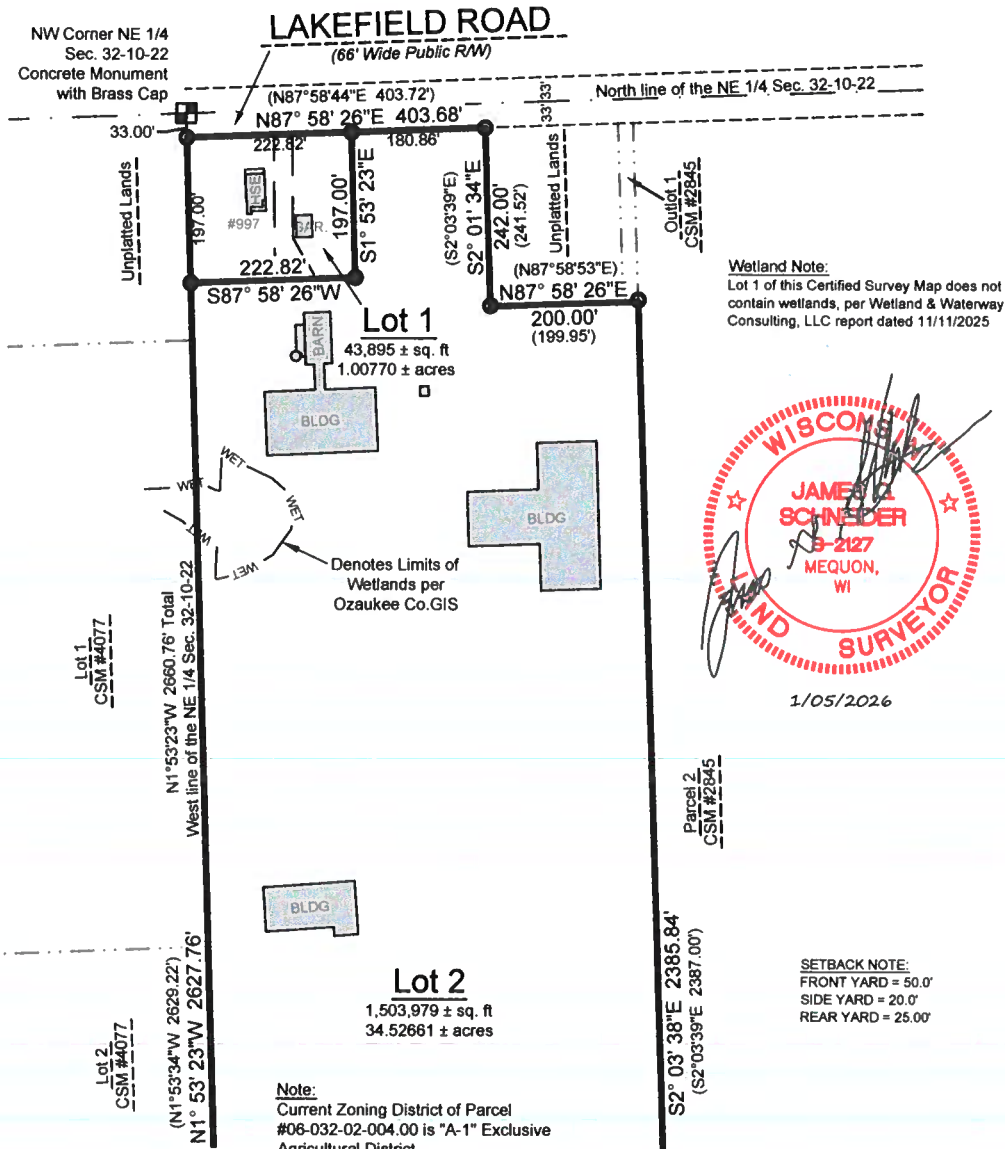 LAKEFIELD ROAD
(66' Wide Public R/W)
NW Corner NE 1/4
Sec. 32-10-22
Concrete Monument
with Brass Cap
33.00'
(N87°58'44"E 403.72')
N87° 58' 26"E 403.68'
222.82'
180.86'
33'
33'
North line of the NE 1/4 Sec. 32-10-22
Unplatted Lands
197.00'
HSE
#997
GAR.
197.00'
S1° 53' 23"E
(S2°03'39"E)
S2° 01' 34"E
242.00'
(241.52')
Unplatted Lands
Outlot 1
CSM #2845
222.82'
S87° 58' 26"W
(N87°58'53"E)
N87° 58' 26"E
200.00'
(199.95')
Wetland Note:
Lot 1 of this Certified Survey Map does not
contain wetlands, per Wetland & Waterway
Consulting, LLC report dated 11/11/2025
Lot 1
43,895 ± sq. ft
1.00770 ± acres
BARN
BLDG
WET
WET
WET
WET
WET
BLDG
Denotes Limits of
Wetlands per
Ozaukee Co.GIS
WISCONSIN
JAMES
SCHNEIDER
S-2127
MEQUON,
WI
LAND SURVEYOR
1/05/2026
Lot 1
CSM #4077
N1°53'23"W 2660.76' Total
West line of the NE 1/4 Sec. 32-10-22
Parcel 2
CSM #2845
BLDG
Lot 2
1,503,979 ± sq. ft
34.52661 ± acres
SETBACK NOTE:
FRONT YARD = 50.0'
SIDE YARD = 20.0'
REAR YARD = 25.00'
Lot 2
CSM #4077
(N1°53'34"W 2629.22')
N1° 53' 23"W 2627.76'
S2° 03' 38"E 2385.84'
(S2°03'39"E 2387.00')
Note:
Current Zoning District of Parcel
#06-032-02-004.00 is "A-1" Exclusive
Agricultural District